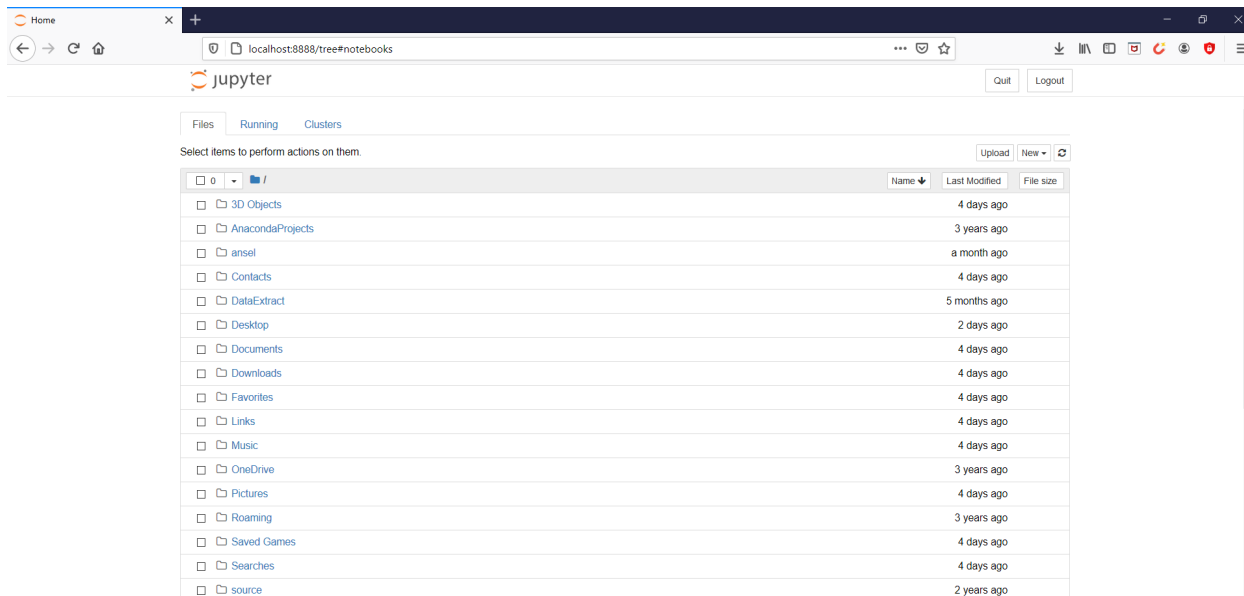 Home
localhost:8888/tree#notebooks
jupyter
Quit Logout
Files Running Clusters
Select items to perform actions on them.
Upload New
0 / Name Last Modified File size
3D Objects 4 days ago
AnacondaProjects 3 years ago
ansel a month ago
Contacts 4 days ago
DataExtract 5 months ago
Desktop 2 days ago
Documents 4 days ago
Downloads 4 days ago
Favorites 4 days ago
Links 4 days ago
Music 4 days ago
OneDrive 3 years ago
Pictures 4 days ago
Roaming 3 years ago
Saved Games 4 days ago
Searches 4 days ago
source 2 years ago